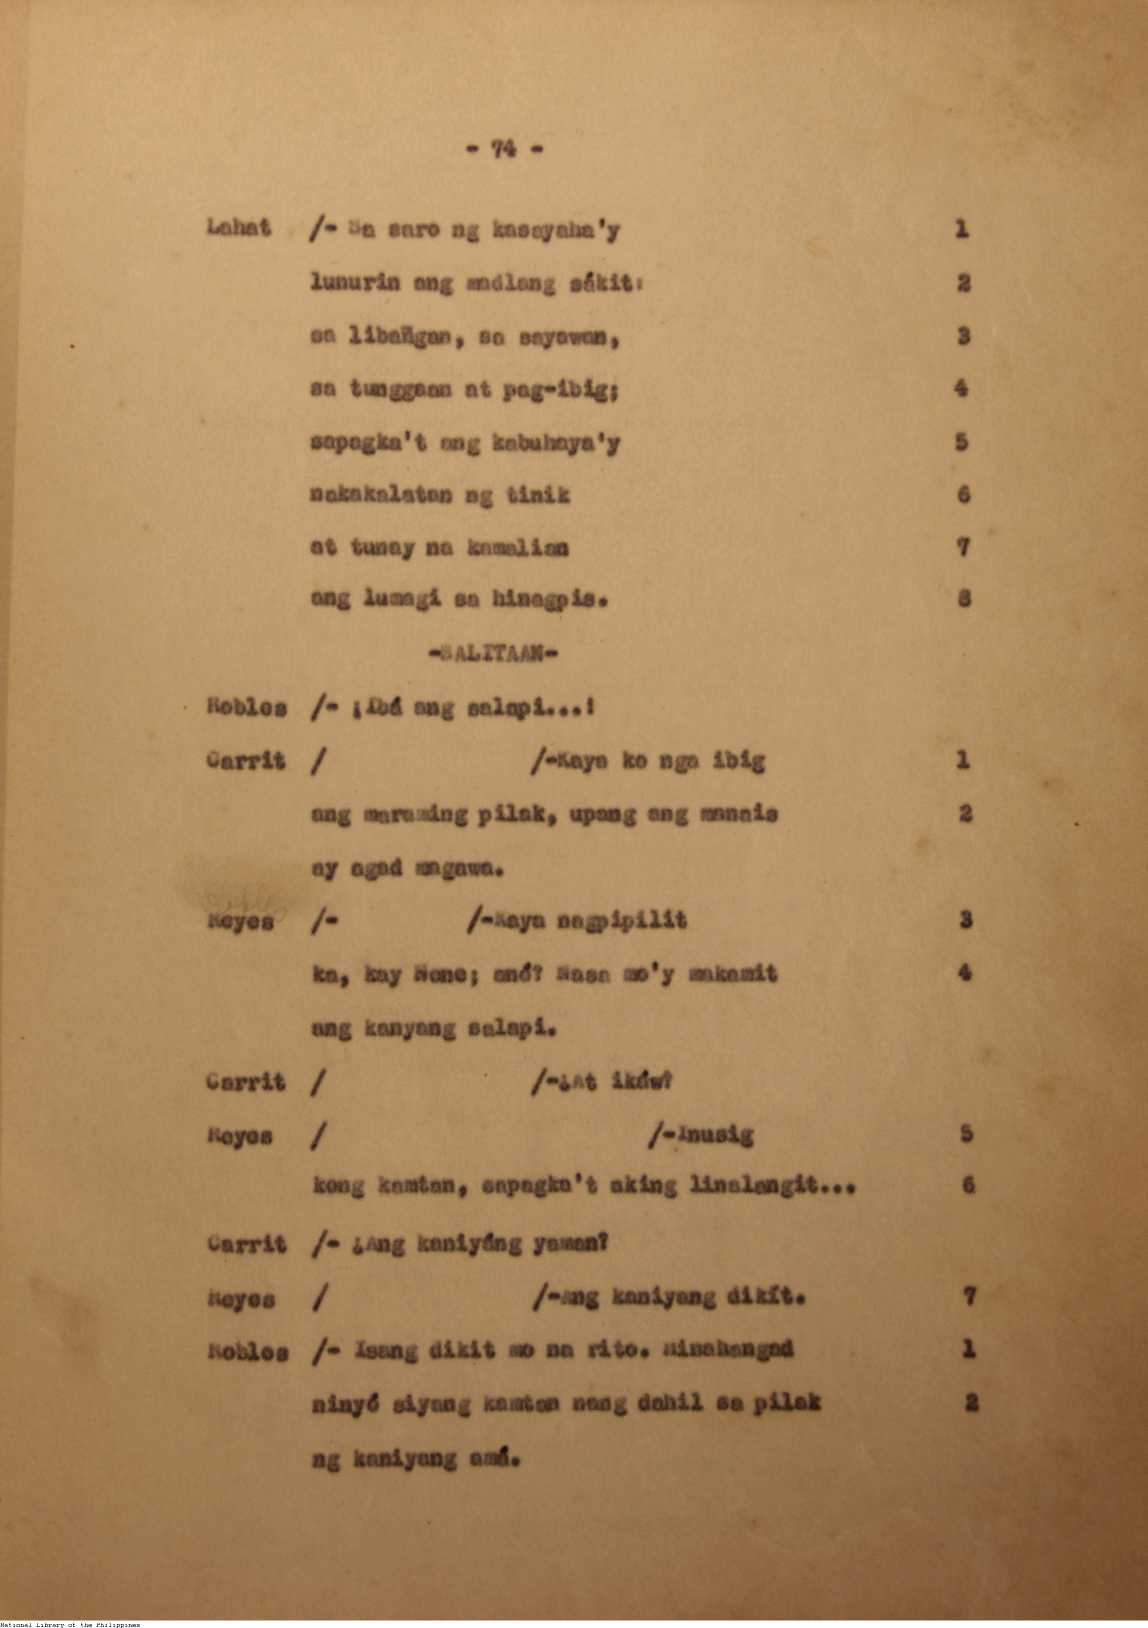 - 74 -
Lahat /- Sa saro ng kasayaha'y 1
lunurin ang madlang sákit: 2
sa libañgan, sa sayawan, 3
sa tunggaan at pag-ibig; 4
sapagka't ang kabuhaya'y 5
nakakalatan ng tinik 6
at tunay na kamalian 7
ang lumagi sa hinagpis. 8
-SALITAAN-
Robles /- ¡Ibá ang salapi...!
Garrit / /-Kaya ko nga ibig 1
ang maraming pilak, upang ang manais 2
ay agad magawa.
Reyes /- /-Kaya nagpipilit 3
ka, kay Nene; anó? Nasa mo'y makamit 4
ang kanyang salapi.
Garrit / /-¿At ikáw?
Reyes / /-Inusig 5
kong kamtan, sapagka't aking linalangit... 6
Garrit /- ¿Ang kaniyáng yaman?
Reyes / /-Ang kaniyang dikít. 7
Robles /- Isang dikit mo na rito. Minahangad 1
ninyó siyang kamtan nang dahil sa pilak 2
ng kaniyang amá.
National Library of the Philippines